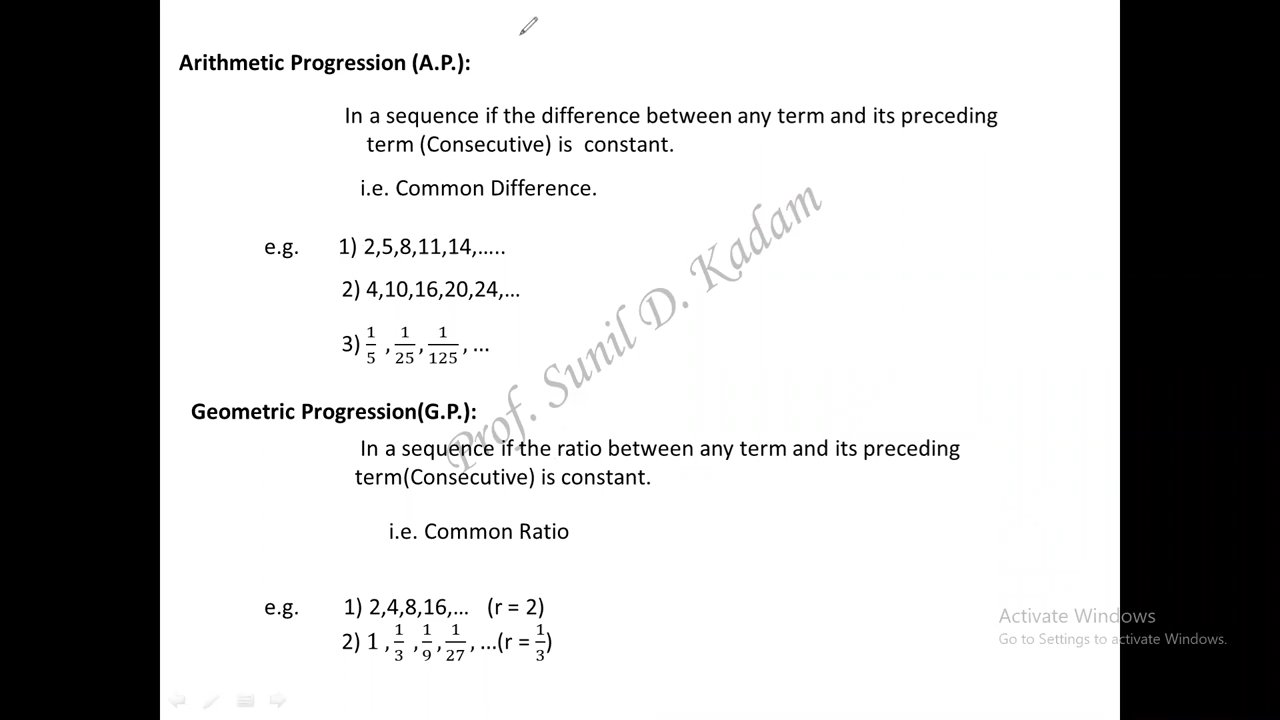 Arithmetic Progression (A.P.):
In a sequence if the difference between any term and its preceding
term (Consecutive) is constant.
i.e. Common Difference.
e.g. 1) 2,5,8,11,14,.....
2) 4,10,16,20,24,...
3) 1/5 , 1/25 , 1/125 , ...
Prof. Sunil D. Kadam
Geometric Progression(G.P.):
In a sequence if the ratio between any term and its preceding
term(Consecutive) is constant.
i.e. Common Ratio
e.g. 1) 2,4,8,16,... (r = 2)
2) 1 , 1/3 , 1/9 , 1/27 , ...(r = 1/3)
Activate Windows
Go to Settings to activate Windows.